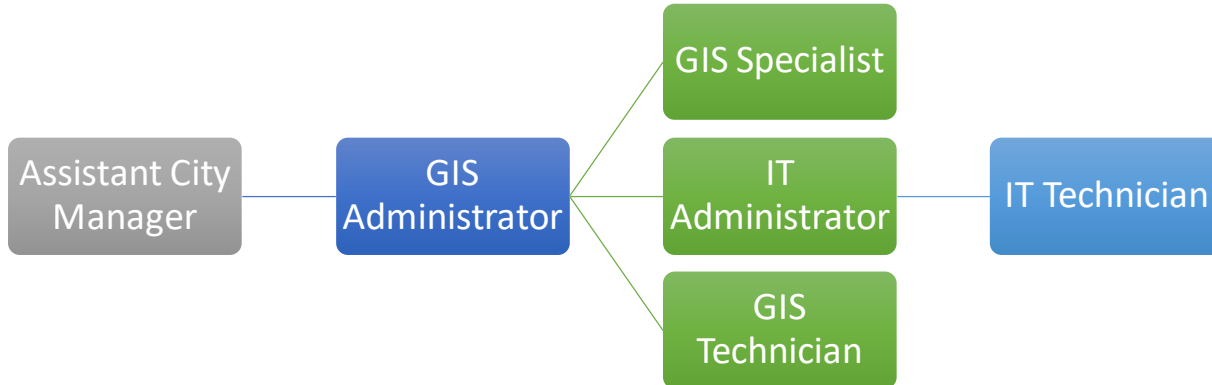 Assistant City
Manager
GIS
Administrator
GIS Specialist
IT
Administrator
GIS
Technician
IT Technician